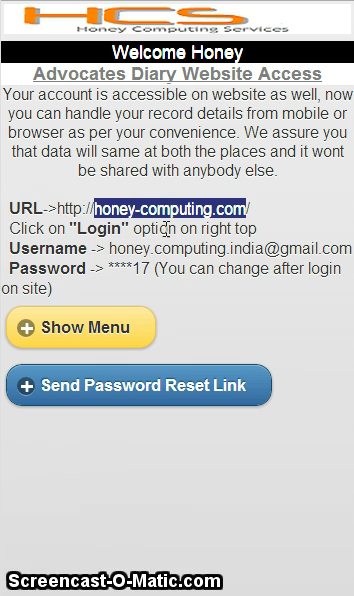 HCS
Honey Computing Services
Welcome Honey
Advocates Diary Website Access
Your account is accessible on website as well, now
you can handle your record details from mobile or
browser as per your convenience. We assure you
that data will same at both the places and it wont
be shared with anybody else.
URL->http://honey-computing.com/
Click on "Login" option on right top
Username -> honey.computing.india@gmail.com
Password -> ****17 (You can change after login
on site)
Show Menu
Send Password Reset Link
Screencast-O-Matic.com